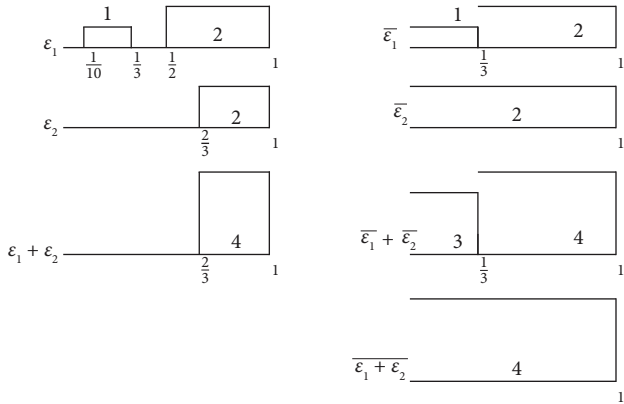 1 2
ε₁
1/10 1/3 1/2 1
1 2
ε̅₁
1/3 1
2
ε₂
2/3 1
2
ε̅₂
1
4
ε₁ + ε₂
2/3 1
3 4
ε̅₁ + ε̅₂
1/3 1
4
\overline{ε₁ + ε₂}
1